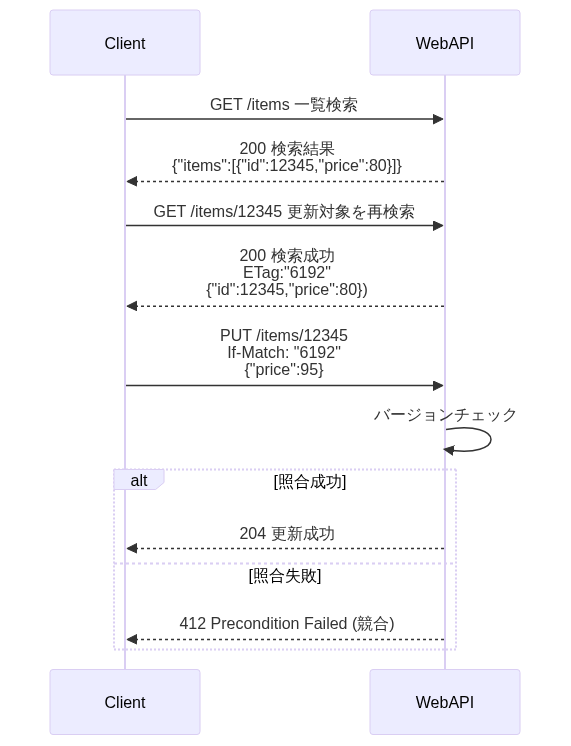 Client
WebAPI
GET /items 一覧検索
200 検索結果
{"items":[{"id":12345,"price":80}]}
GET /items/12345 更新対象を再検索
200 検索成功
ETag:"6192"
{"id":12345,"price":80})
PUT /items/12345
If-Match: "6192"
{"price":95}
バージョンチェック
alt
[照合成功]
204 更新成功
[照合失敗]
412 Precondition Failed (競合)
Client
WebAPI